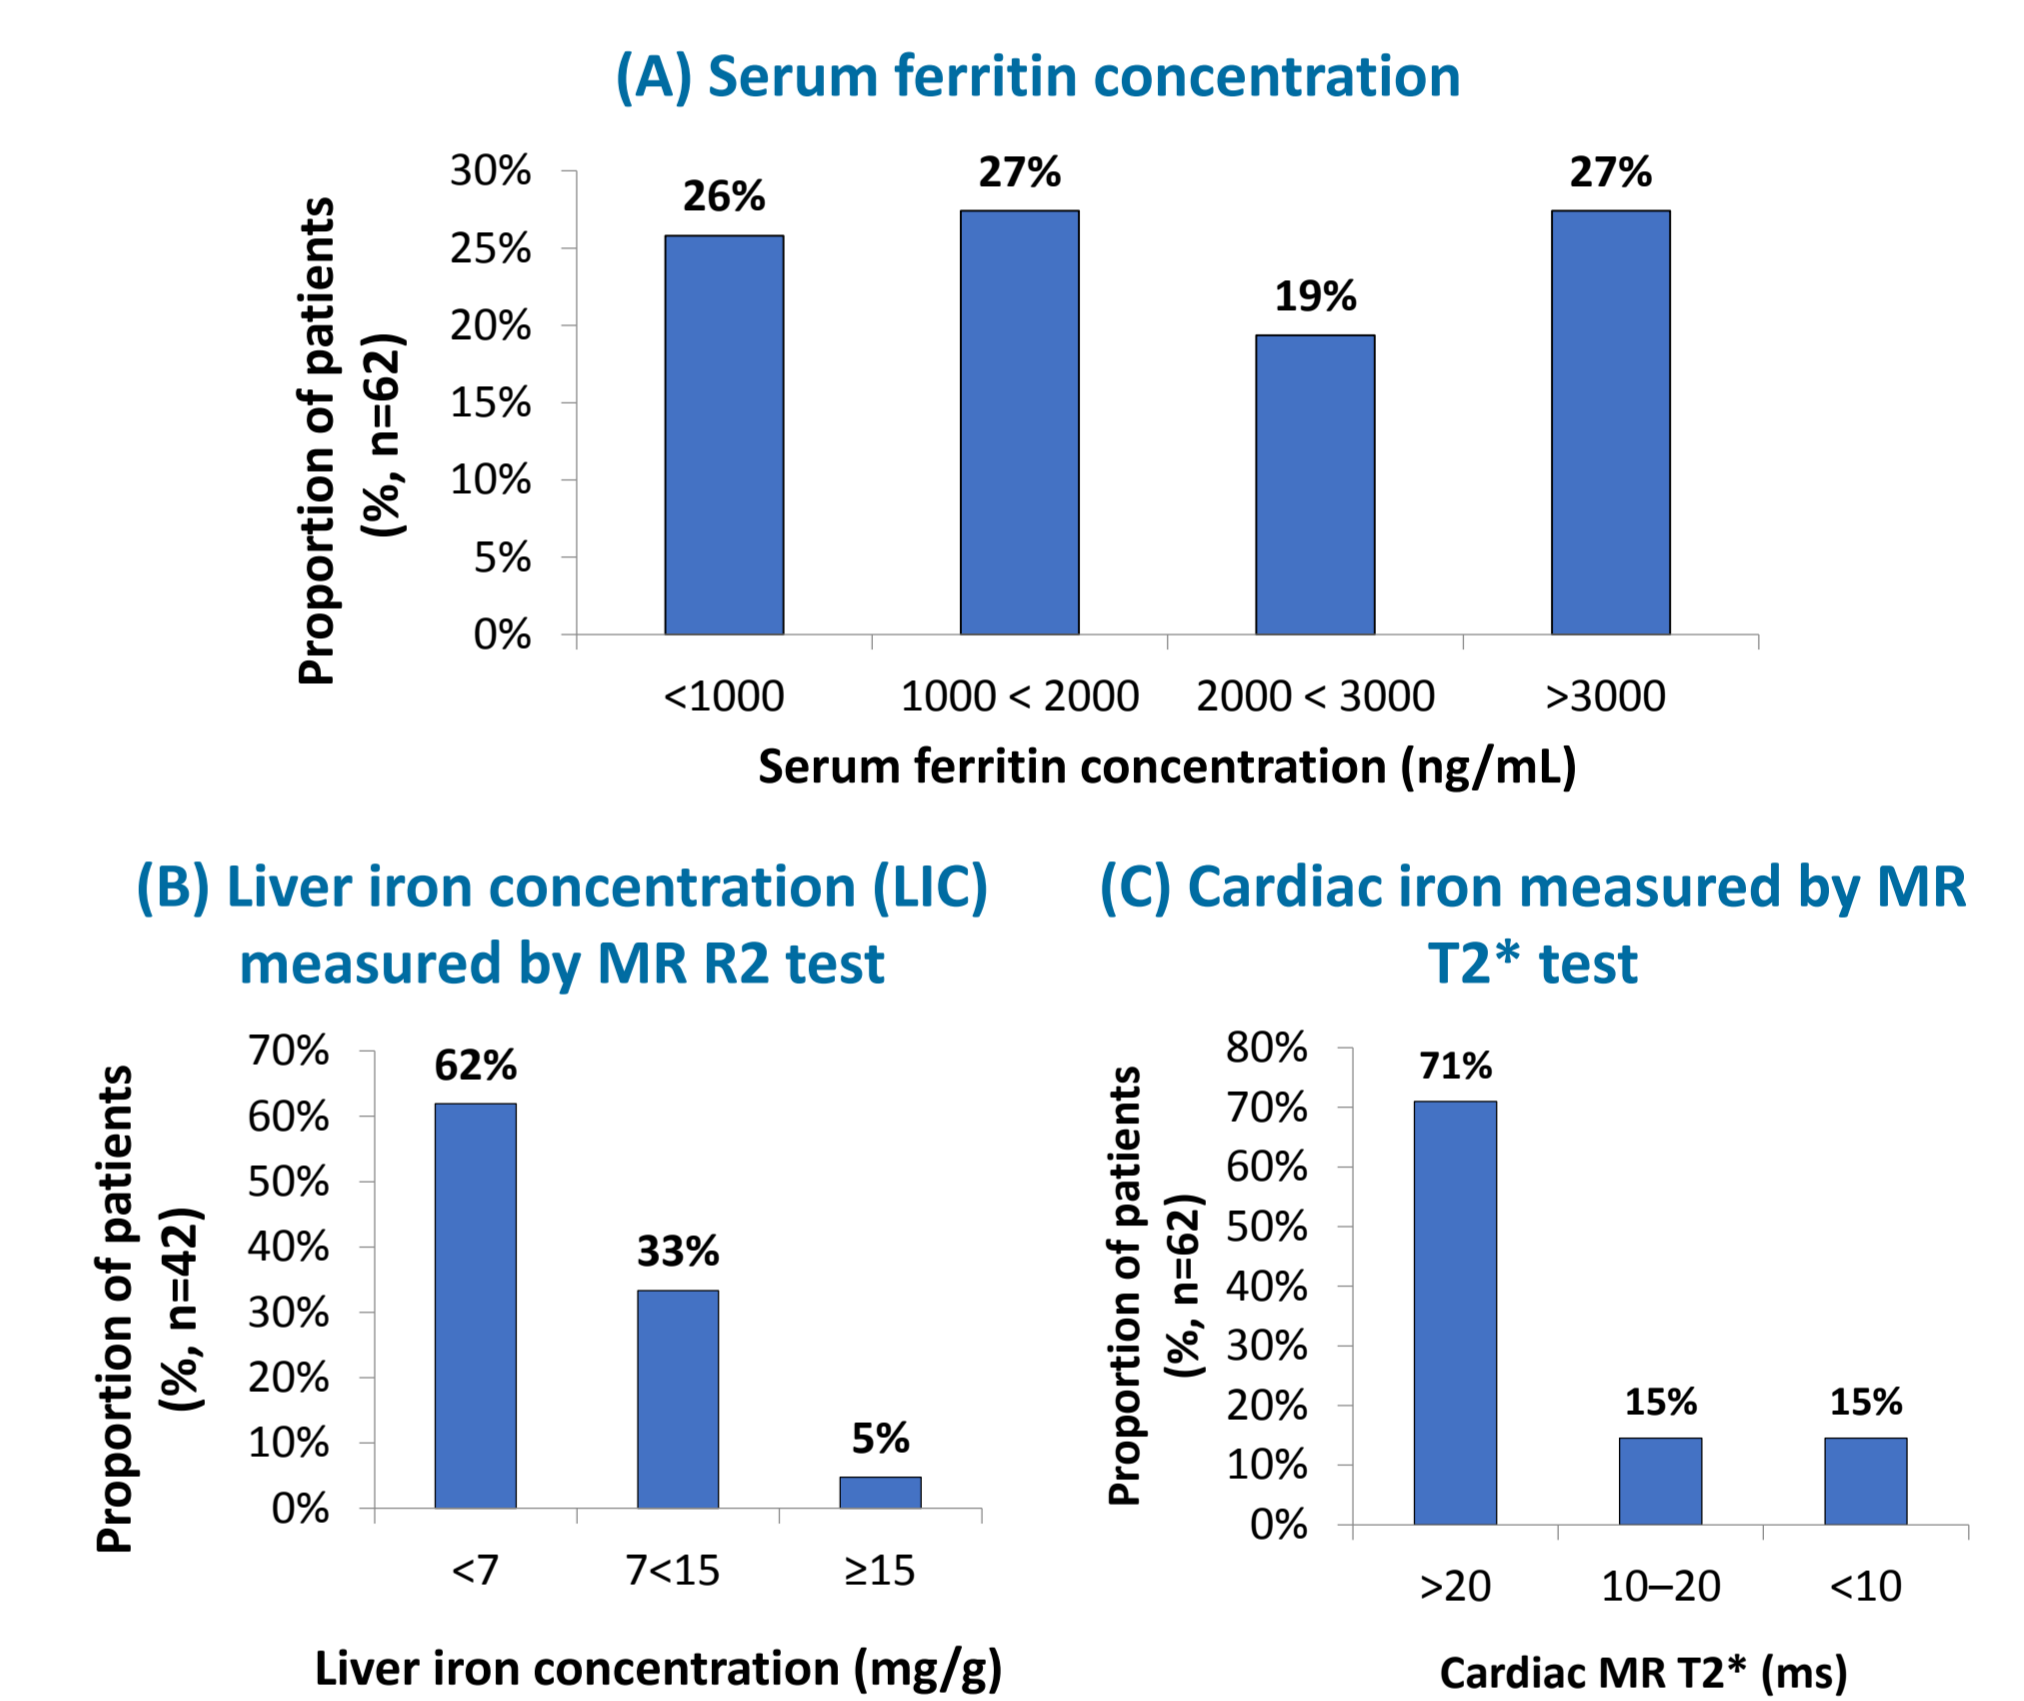 (A) Serum ferritin concentration
Proportion of patients
(%, n=62)
30%
25%
20%
15%
10%
5%
0%
26%
27%
19%
27%
<1000
1000 < 2000
2000 < 3000
>3000
Serum ferritin concentration (ng/mL)
(B) Liver iron concentration (LIC)
measured by MR R2 test
Proportion of patients
(%, n=42)
70%
60%
50%
40%
30%
20%
10%
0%
62%
33%
5%
<7
7<15
≥15
Liver iron concentration (mg/g)
(C) Cardiac iron measured by MR
T2* test
Proportion of patients
(%, n=62)
80%
70%
60%
50%
40%
30%
20%
10%
0%
71%
15%
15%
>20
10–20
<10
Cardiac MR T2* (ms)